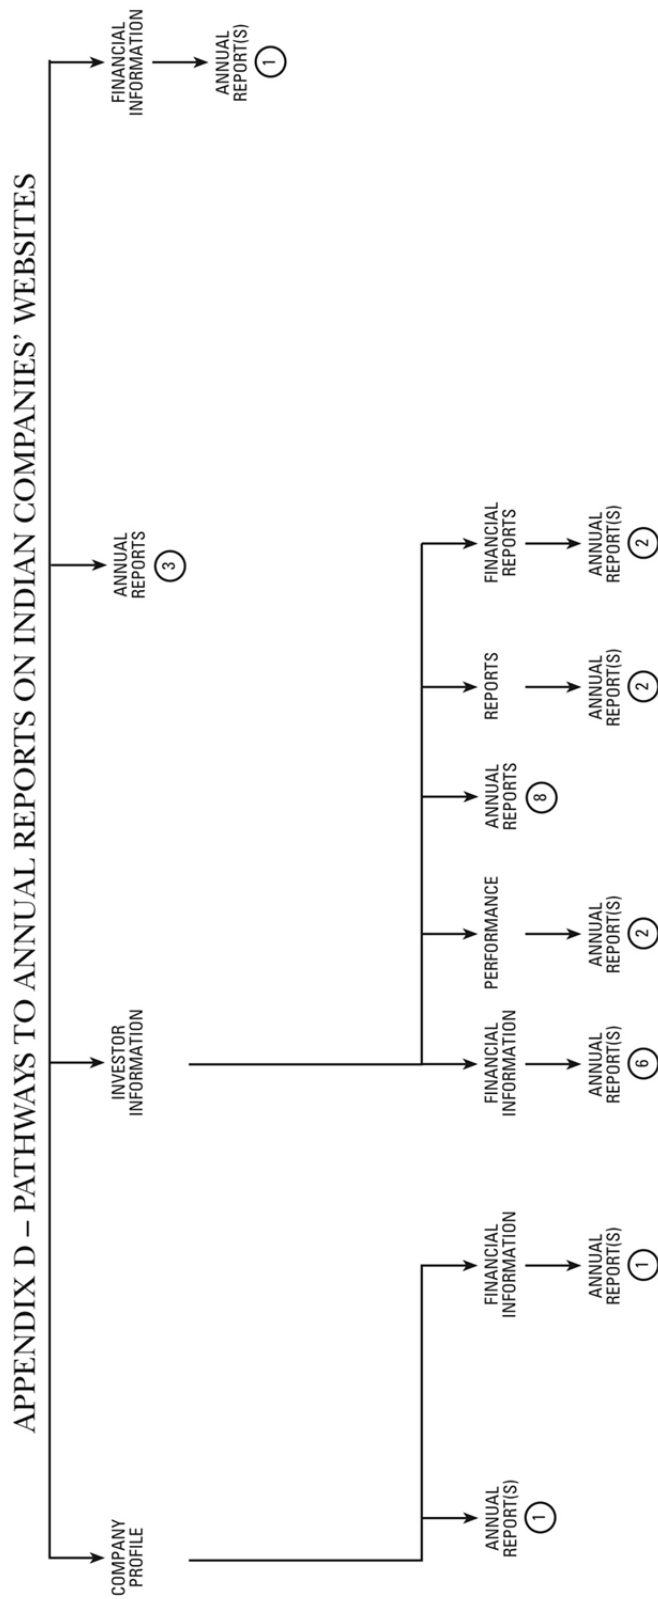 APPENDIX D – PATHWAYS TO ANNUAL REPORTS ON INDIAN COMPANIES’ WEBSITES
COMPANY
PROFILE
INVESTOR
INFORMATION
ANNUAL
REPORTS
3
FINANCIAL
INFORMATION
ANNUAL
REPORT(S)
1
ANNUAL
REPORT(S)
1
FINANCIAL
INFORMATION
ANNUAL
REPORT(S)
1
FINANCIAL
INFORMATION
ANNUAL
REPORT(S)
6
PERFORMANCE
ANNUAL
REPORT(S)
2
ANNUAL
REPORTS
8
REPORTS
ANNUAL
REPORT(S)
2
FINANCIAL
REPORTS
ANNUAL
REPORT(S)
2